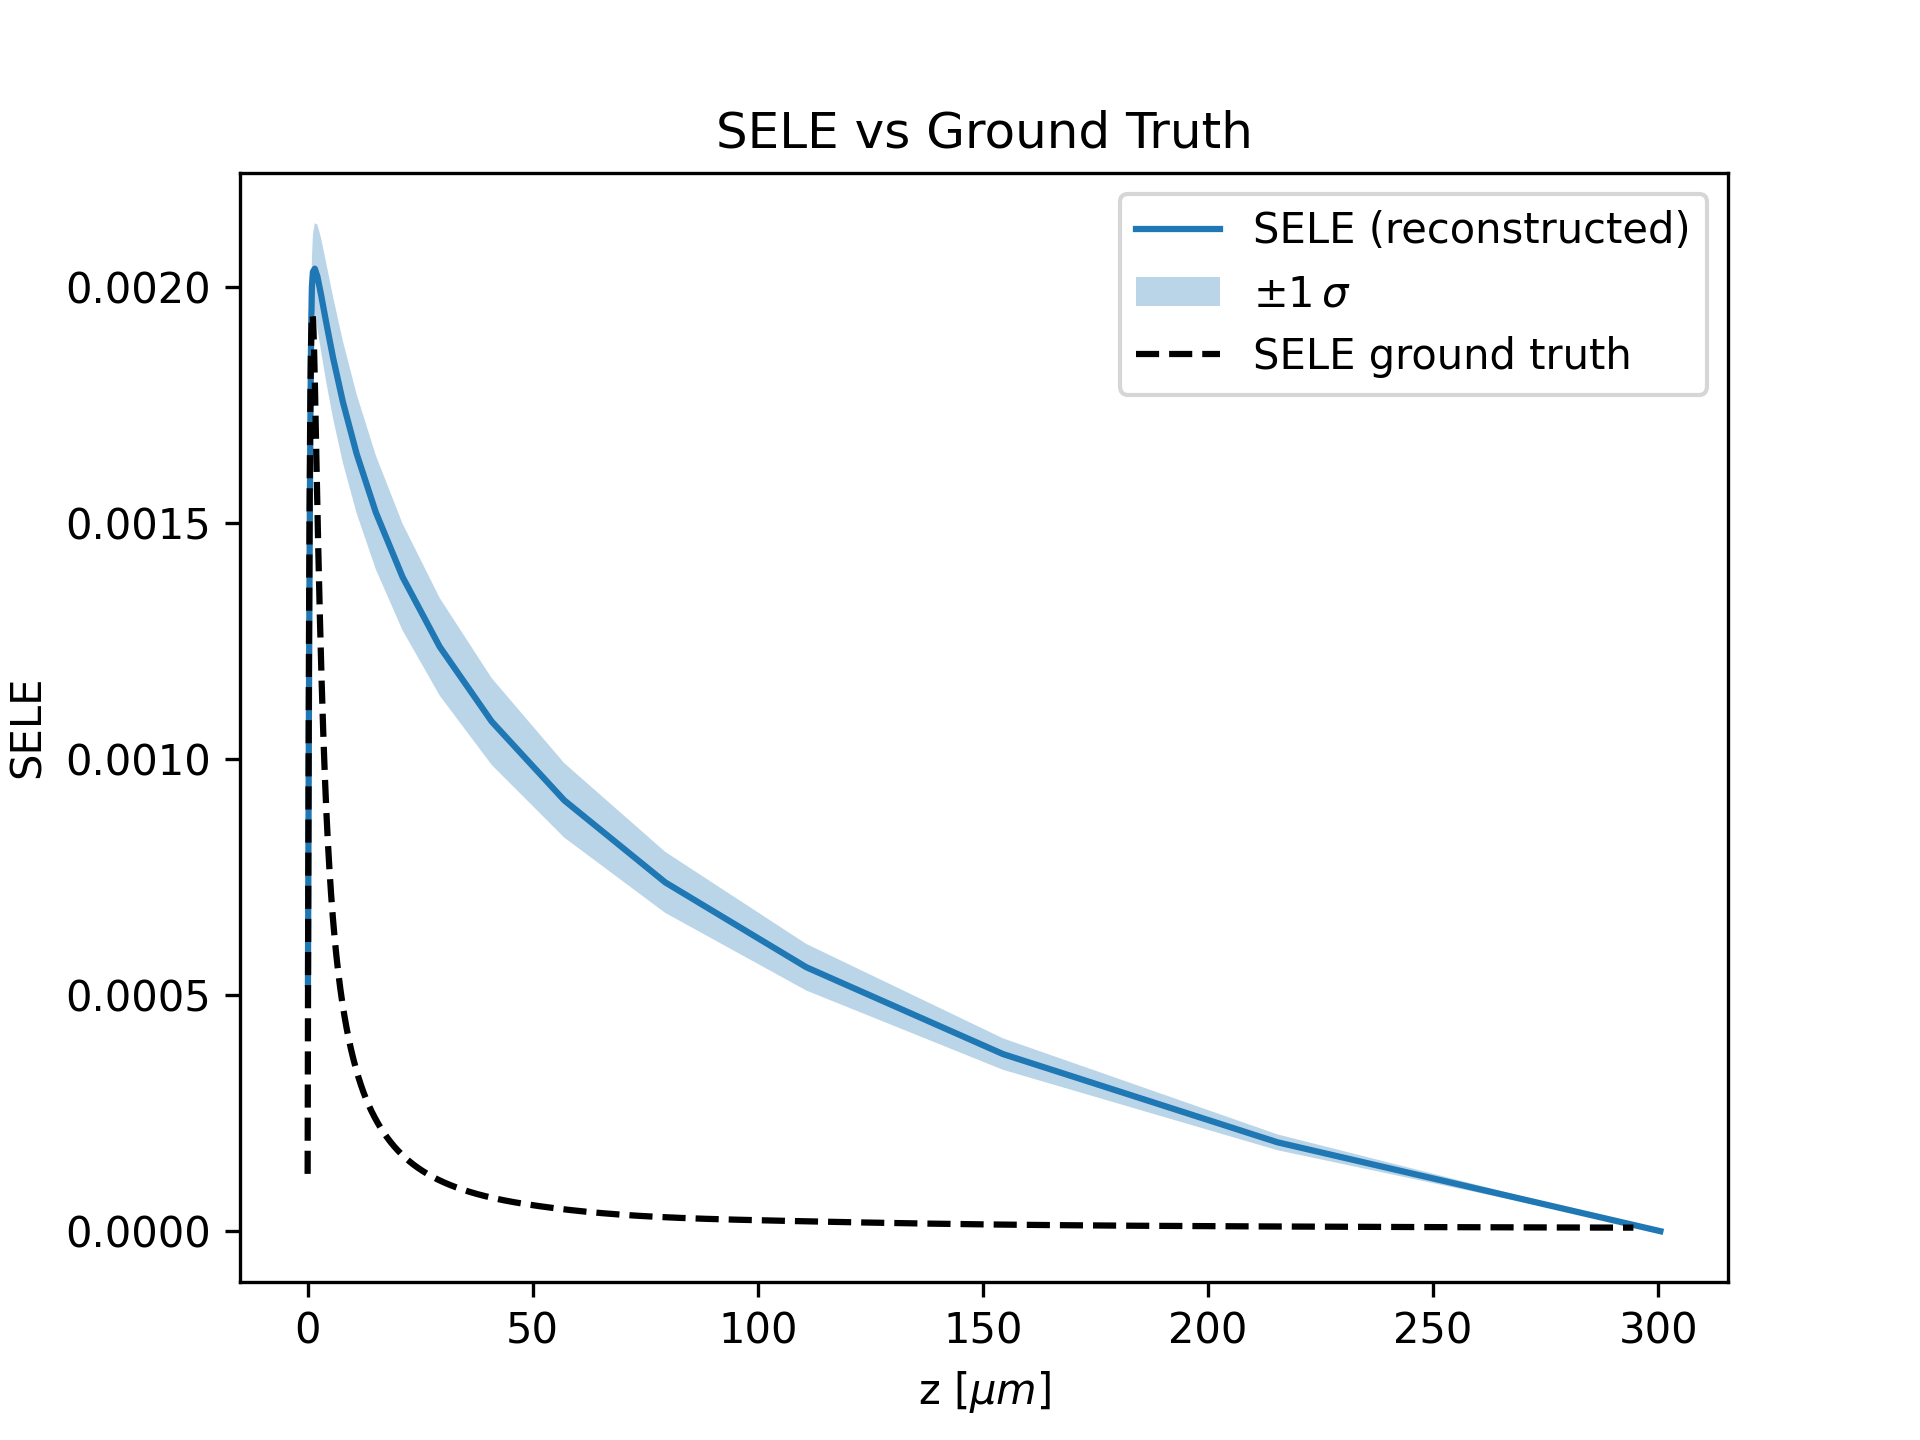 SELE vs Ground Truth
SELE (reconstructed)
±1 σ
SELE ground truth
SELE
0.0020
0.0015
0.0010
0.0005
0.0000
0 50 100 150 200 250 300
z [μm]